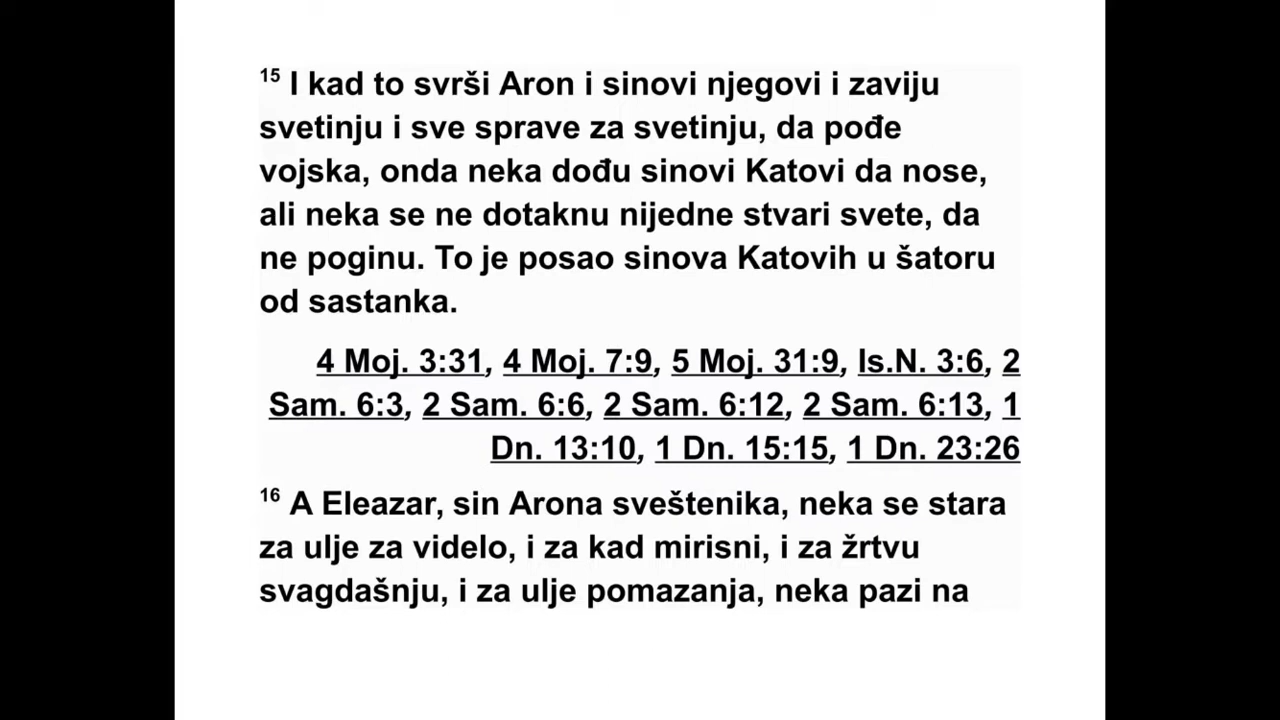 15 I kad to svrši Aron i sinovi njegovi i zaviju
svetinju i sve sprave za svetinju, da pođe
vojska, onda neka dođu sinovi Katovi da nose,
ali neka se ne dotaknu nijedne stvari svete, da
ne poginu. To je posao sinova Katovih u šatoru
od sastanka.
4 Moj. 3:31, 4 Moj. 7:9, 5 Moj. 31:9, Is.N. 3:6, 2
Sam. 6:3, 2 Sam. 6:6, 2 Sam. 6:12, 2 Sam. 6:13, 1
Dn. 13:10, 1 Dn. 15:15, 1 Dn. 23:26
16 A Eleazar, sin Arona sveštenika, neka se stara
za ulje za videlo, i za kad mirisni, i za žrtvu
svagdašnju, i za ulje pomazanja, neka pazi na